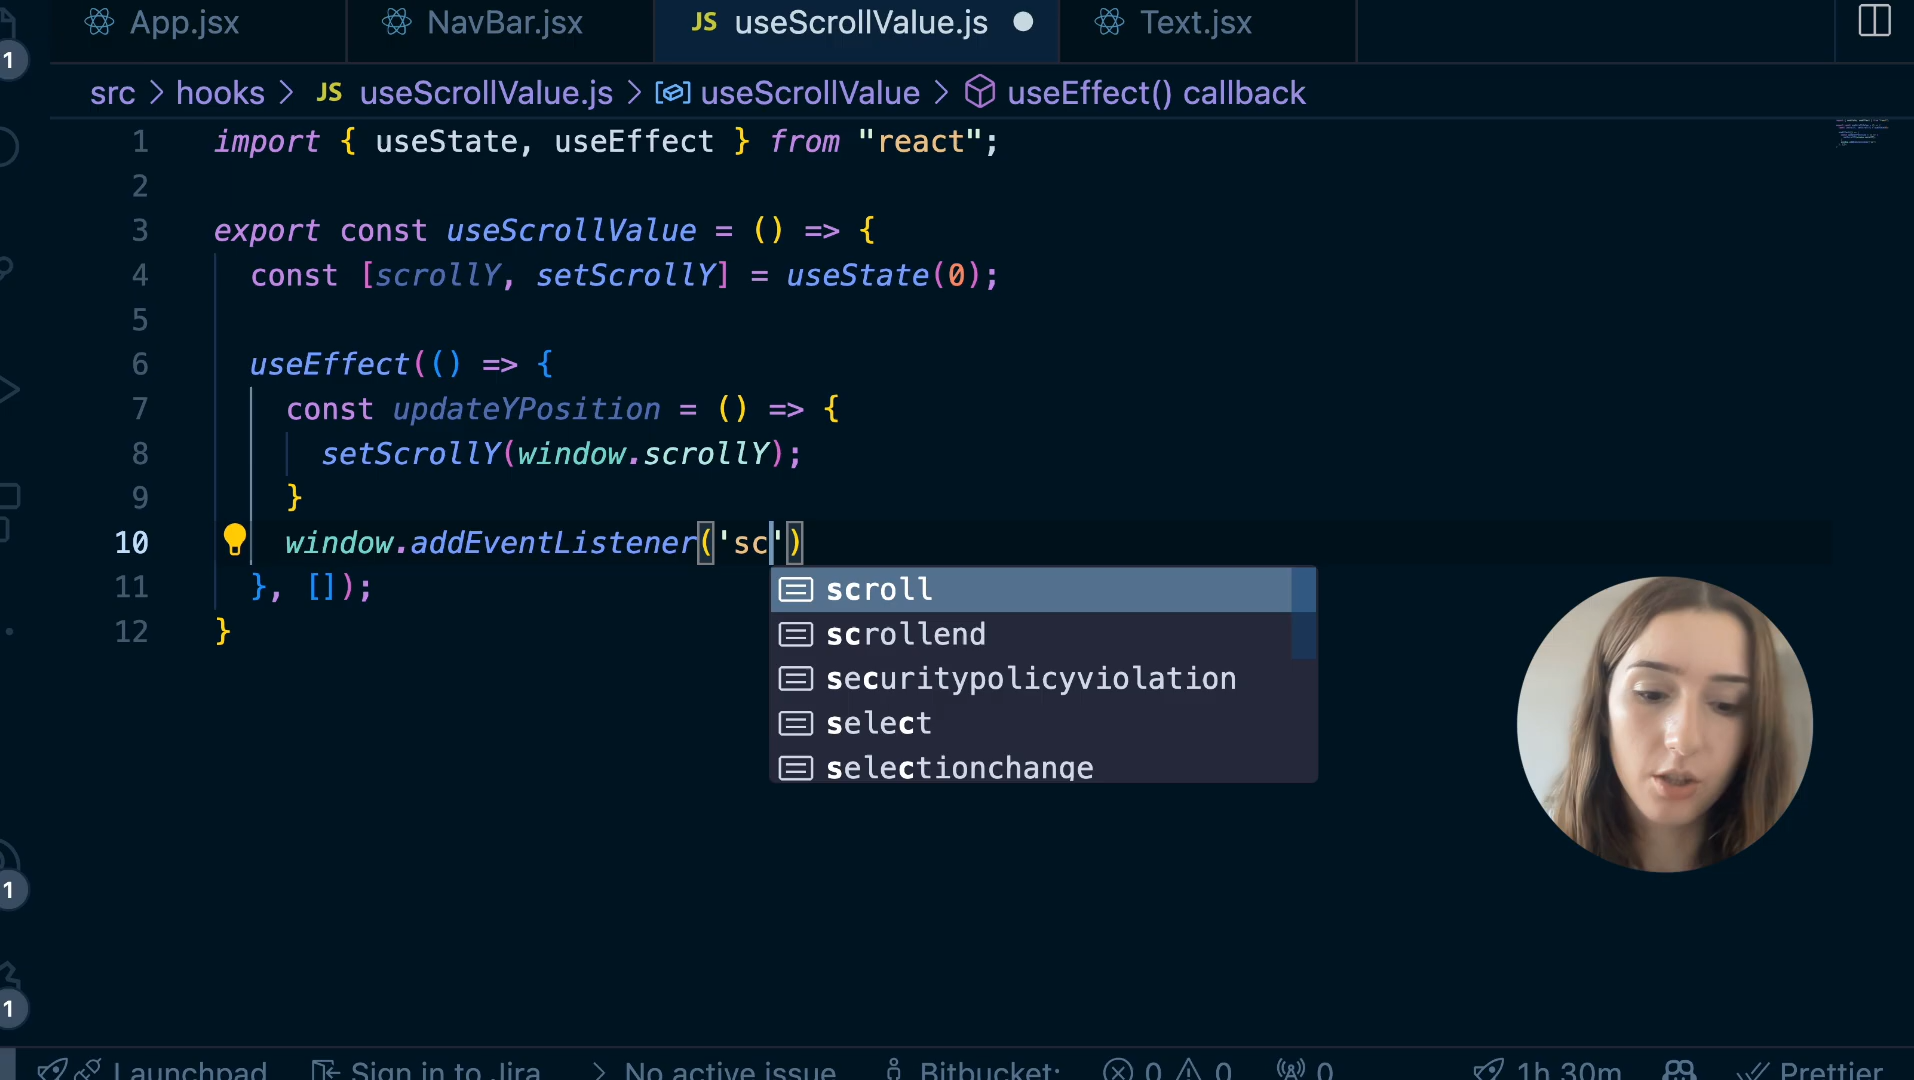 App.jsx
NavBar.jsx
JS useScrollValue.js
Text.jsx
1
src > hooks > JS useScrollValue.js > useScrollValue > useEffect() callback
1 import { useState, useEffect } from "react";
2
3 export const useScrollValue = () => {
4 const [scrollY, setScrollY] = useState(0);
5
6 useEffect(() => {
7 const updateYPosition = () => {
8 setScrollY(window.scrollY);
9 }
10 window.addEventListener('sc')
11 }, []);
12 }
scroll
scrollend
securitypolicyviolation
select
selectionchange
1
1
Launchpad
Sign in to Jira
No active issue
Bitbucket:
0 0
0
1h 30m
Prettier